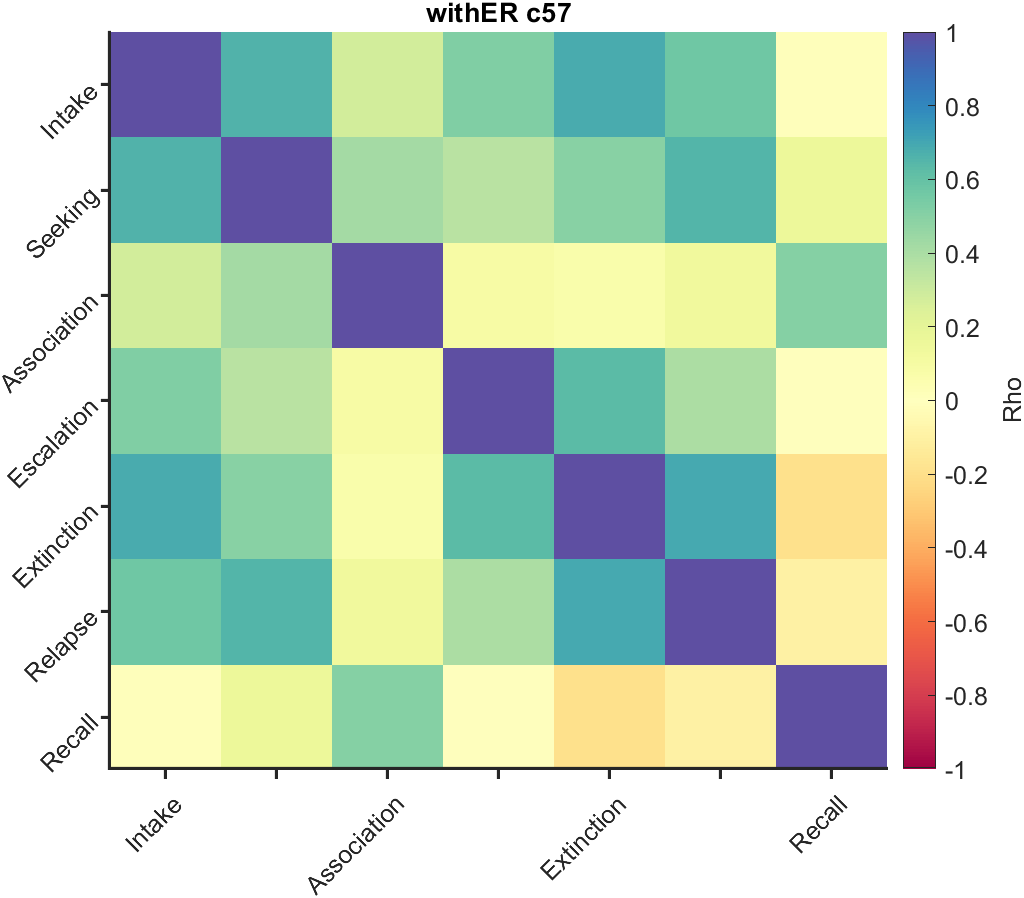 withER c57
Intake
Seeking
Association
Escalation
Extinction
Relapse
Recall
Intake
Association
Extinction
Recall
1
0.8
0.6
0.4
0.2
0
-0.2
-0.4
-0.6
-0.8
-1
Rho